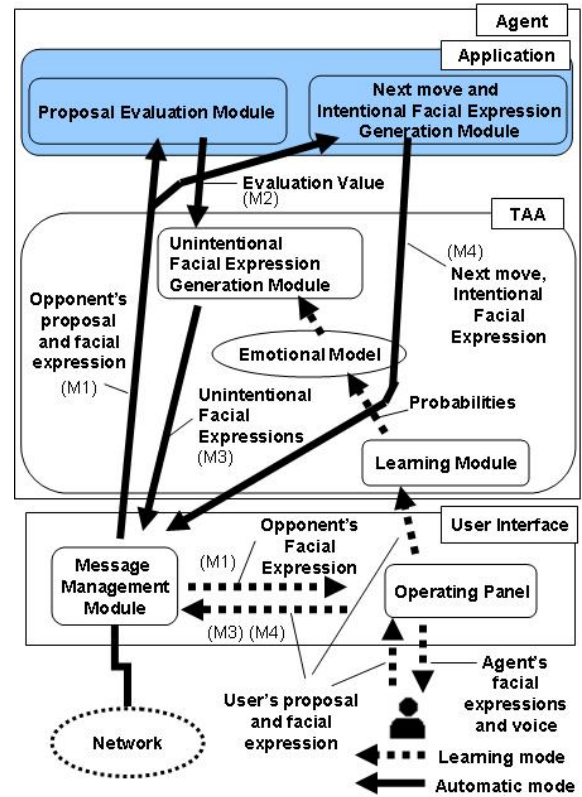 Agent
Application
Proposal Evaluation Module
Next move and
Intentional Facial Expression
Generation Module
Evaluation Value
(M2)
TAA
Unintentional
Facial Expression
Generation Module
(M4)
Next move,
Intentional
Facial
Expression
Opponent's
proposal
and facial
expression
(M1)
Emotional Model
Unintentional
Facial
Expressions
(M3)
Probabilities
Learning Module
User Interface
Opponent's
Facial
Expression
(M1)
Message
Management
Module
Operating Panel
(M3) (M4)
User's proposal
and facial
expression
Agent's
facial
expressions
and voice
Network
Learning mode
Automatic mode